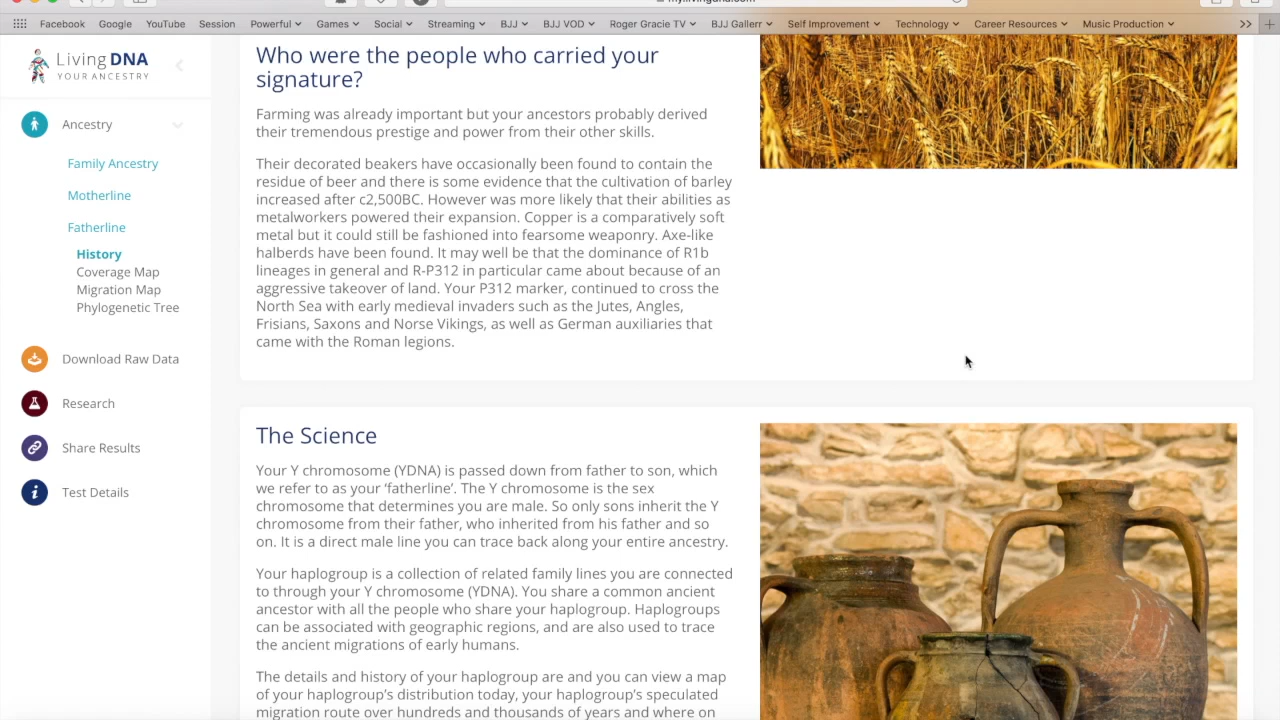 Facebook Google YouTube Session Powerful Games Social Streaming BJJ BJJ VOD Roger Gracie TV BJJ Gallerr Self Improvement Technology Career Resources Music Production
Living DNA
YOUR ANCESTRY
Ancestry
Family Ancestry
Motherline
Fatherline
History
Coverage Map
Migration Map
Phylogenetic Tree
Download Raw Data
Research
Share Results
Test Details
Who were the people who carried your
signature?
Farming was already important but your ancestors probably derived
their tremendous prestige and power from their other skills.
Their decorated beakers have occasionally been found to contain the
residue of beer and there is some evidence that the cultivation of barley
increased after c2,500BC. However was more likely that their abilities as
metalworkers powered their expansion. Copper is a comparatively soft
metal but it could still be fashioned into fearsome weaponry. Axe-like
halberds have been found. It may well be that the dominance of R1b
lineages in general and R-P312 in particular came about because of an
aggressive takeover of land. Your P312 marker, continued to cross the
North Sea with early medieval invaders such as the Jutes, Angles,
Frisians, Saxons and Norse Vikings, as well as German auxiliaries that
came with the Roman legions.
The Science
Your Y chromosome (YDNA) is passed down from father to son, which
we refer to as your ‘fatherline’. The Y chromosome is the sex
chromosome that determines you are male. So only sons inherit the Y
chromosome from their father, who inherited from his father and so
on. It is a direct male line you can trace back along your entire ancestry.
Your haplogroup is a collection of related family lines you are connected
to through your Y chromosome (YDNA). You share a common ancient
ancestor with all the people who share your haplogroup. Haplogroups
can be associated with geographic regions, and are also used to trace
the ancient migrations of early humans.
The details and history of your haplogroup are and you can view a map
of your haplogroup’s distribution today, your haplogroup’s speculated
migration route over hundreds and thousands of years and where on